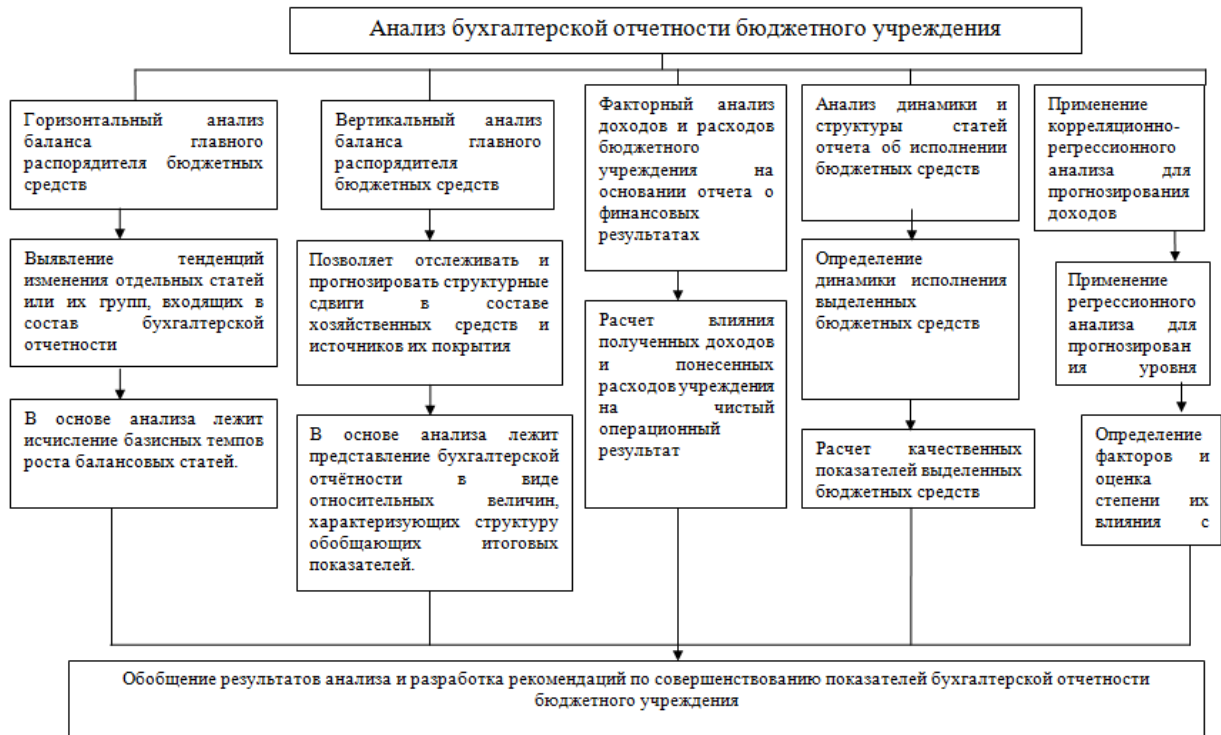 Анализ бухгалтерской отчетности бюджетного учреждения
Горизонтальный анализ
баланса главного
распорядителя бюджетных
средств
Выявление тенденций
изменения отдельных статей
или их групп, входящих в
состав бухгалтерской
отчетности
В основе анализа лежит
исчисление базисных темпов
роста балансовых статей.
Вертикальный анализ
баланса главного
распорядителя
бюджетных средств
Позволяет отслеживать и
прогнозировать структурные
сдвиги в составе
хозяйственных средств и
источников их покрытия
В основе анализа лежит
представление бухгалтерской
отчётности в виде
относительных величин,
характеризующих структуру
обобщающих итоговых
показателей.
Факторный анализ
доходов и расходов
бюджетного
учреждения на
основании отчета о
финансовых
результатах
Расчет влияния
полученных доходов
и понесенных
расходов учреждения
на чистый
операционный
результат
Анализ динамики и
структуры статей
отчета об исполнении
бюджетных средств
Определение
динамики исполнения
выделенных
бюджетных средств
Расчет качественных
показателей выделенных
бюджетных средств
Применение
корреляционно-
регрессионного
анализа для
прогнозирования
доходов
Применение
регрессионного
анализа для
прогнозирован
ия уровня
Определение
факторов и
оценка
степени их
влияния с
Обобщение результатов анализа и разработка рекомендаций по совершенствованию показателей бухгалтерской отчетности
бюджетного учреждения